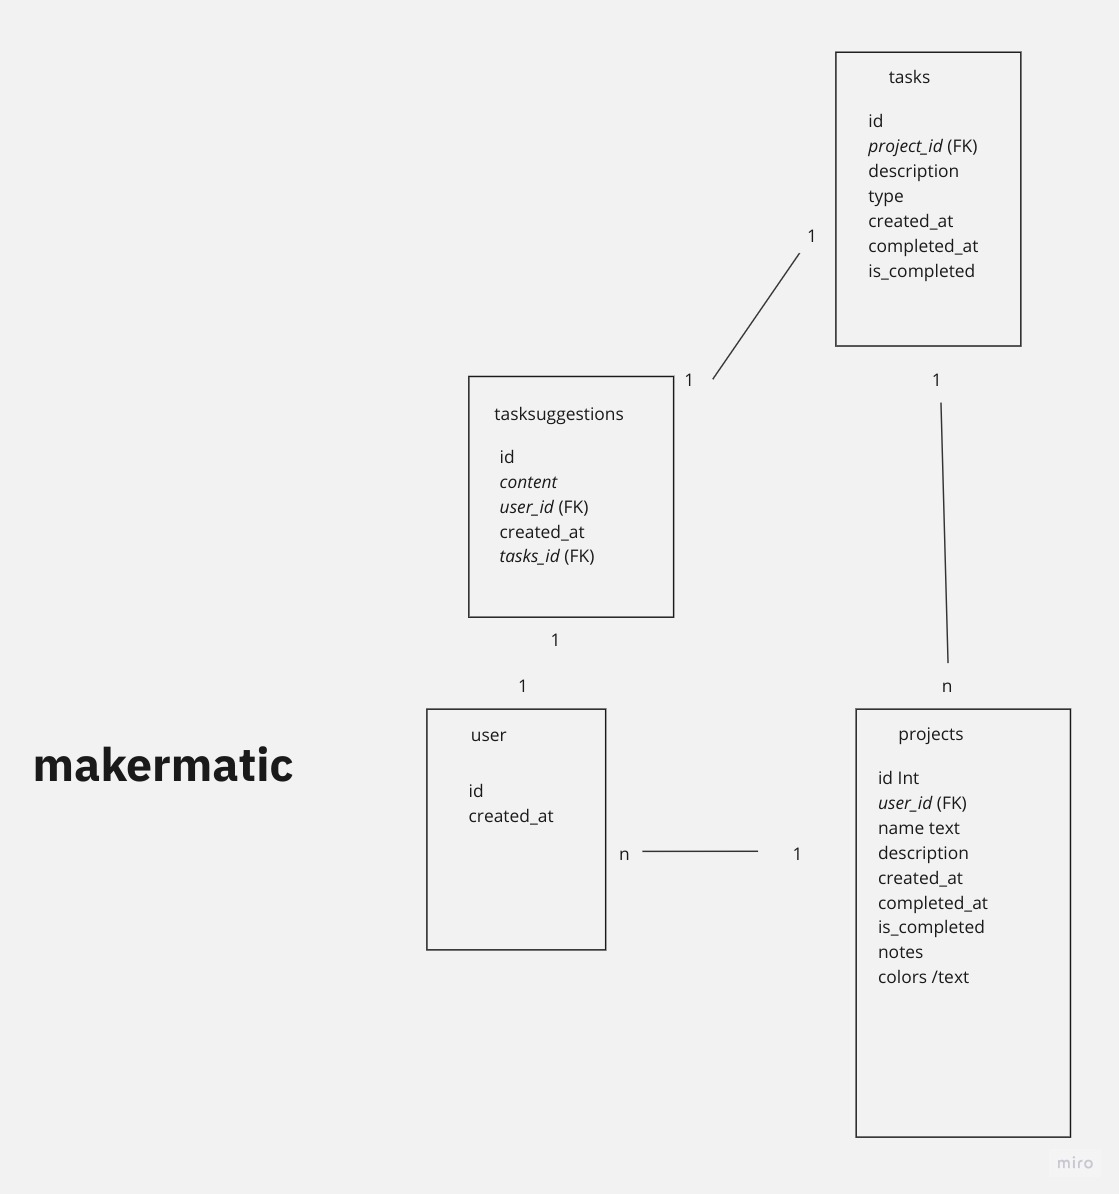 tasks
id
project_id (FK)
description
type
created_at
completed_at
is_completed
1
1
1
tasksuggestions
id
content
user_id (FK)
created_at
tasks_id (FK)
1
1
n
makermatic
user
id
created_at
n
1
projects
id Int
user_id (FK)
name text
description
created_at
completed_at
is_completed
notes
colors /text
miro